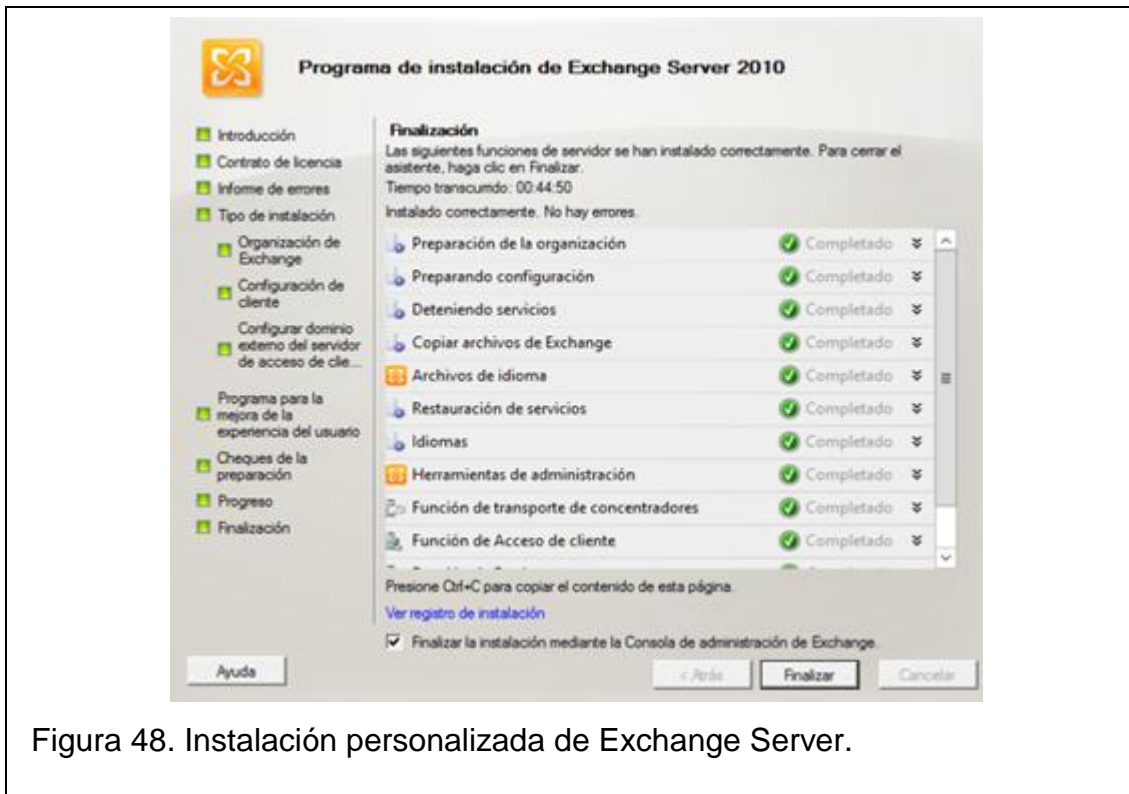 Programa de instalación de Exchange Server 2010
Introducción
Contrato de licencia
Informe de errores
Tipo de instalación
Organización de
Exchange
Configuración de
cliente
Configurar dominio
externo del servidor
de acceso de clie...
Programa para la
mejora de la
experiencia del usuario
Cheques de la
preparación
Progreso
Finalización
Finalización
Las siguientes funciones de servidor se han instalado correctamente. Para cerrar el
asistente, haga clic en Finalizar.
Tiempo transcurrido: 00:44:50
Instalado correctamente. No hay errores.
Preparación de la organización Completado
Preparando configuración Completado
Deteniendo servicios Completado
Copiar archivos de Exchange Completado
Archivos de idioma Completado
Restauración de servicios Completado
Idiomas Completado
Herramientas de administración Completado
Función de transporte de concentradores Completado
Función de Acceso de cliente Completado
Presione Ctrl+C para copiar el contenido de esta página.
Ver registro de instalación
Finalizar la instalación mediante la Consola de administración de Exchange.
Ayuda < Atrás Finalizar Cancelar
Figura 48. Instalación personalizada de Exchange Server.